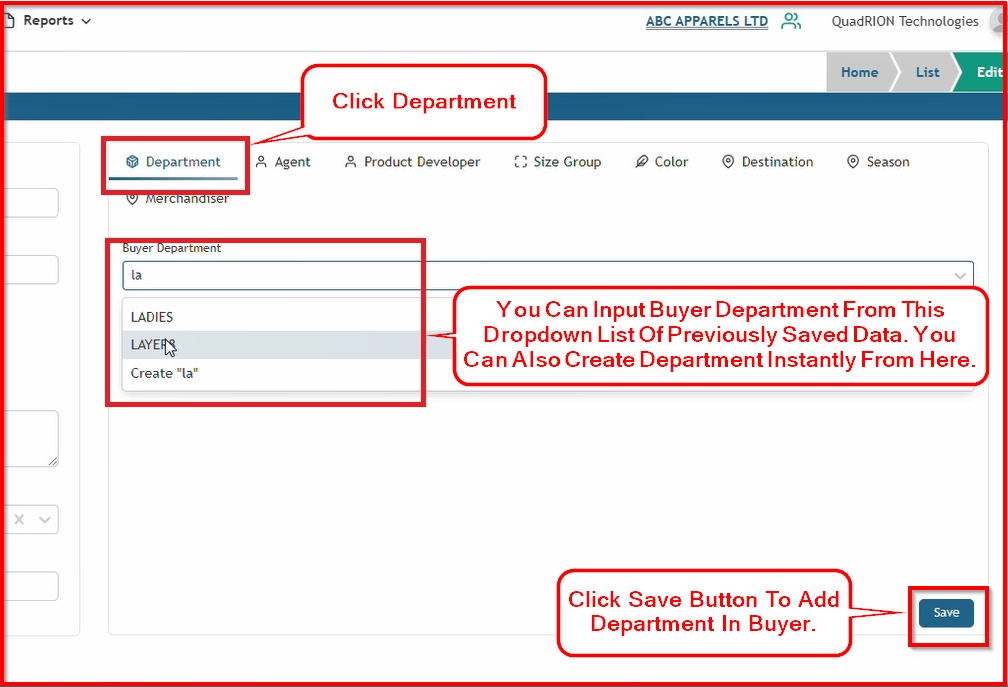 Reports
ABC APPARELS LTD
QuadRION Technologies
Home
List
Edit
Click Department
Department
Agent
Product Developer
Size Group
Color
Destination
Season
Merchandiser
Buyer Department
la
LADIES
LAYERS
Create "la"
You Can Input Buyer Department From This
Dropdown List Of Previously Saved Data. You
Can Also Create Department Instantly From Here.
Click Save Button To Add
Department In Buyer.
Save